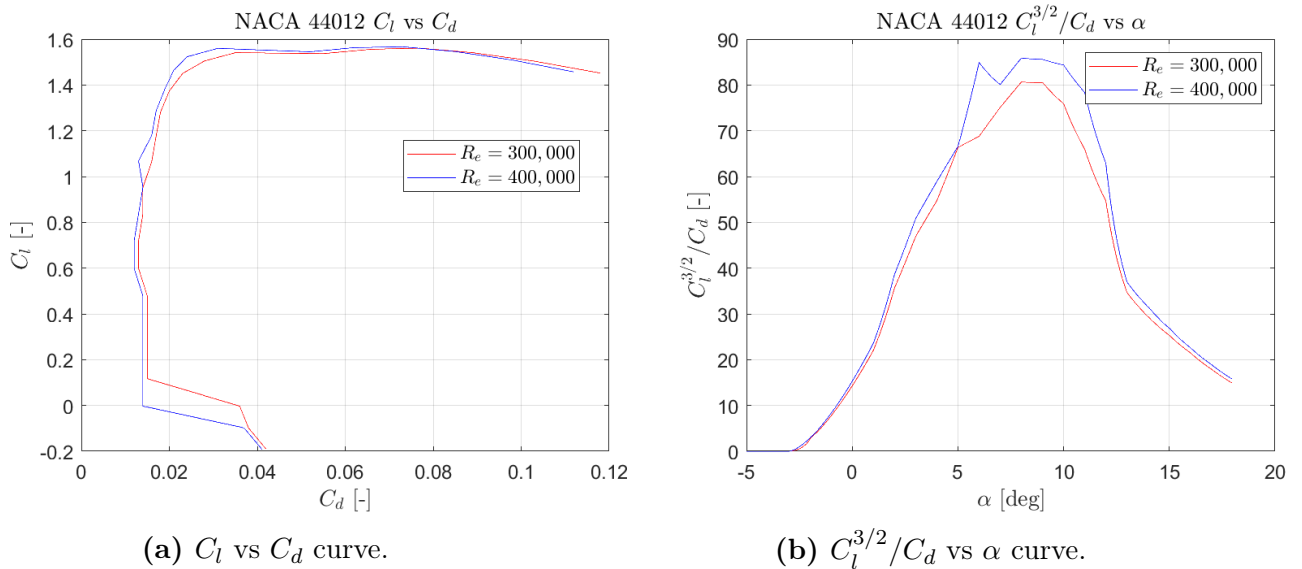 NACA 44012 C_l vs C_d
1.6
1.4
1.2
1
0.8
0.6
0.4
0.2
0
-0.2
C_l [-]
R_e = 300,000
R_e = 400,000
0 0.02 0.04 0.06 0.08 0.1 0.12
C_d [-]
(a) C_l vs C_d curve.
NACA 44012 C_l^{3/2}/C_d vs α
90
80
70
60
50
40
30
20
10
0
C_l^{3/2}/C_d [-]
R_e = 300,000
R_e = 400,000
-5 0 5 10 15 20
α [deg]
(b) C_l^{3/2}/C_d vs α curve.